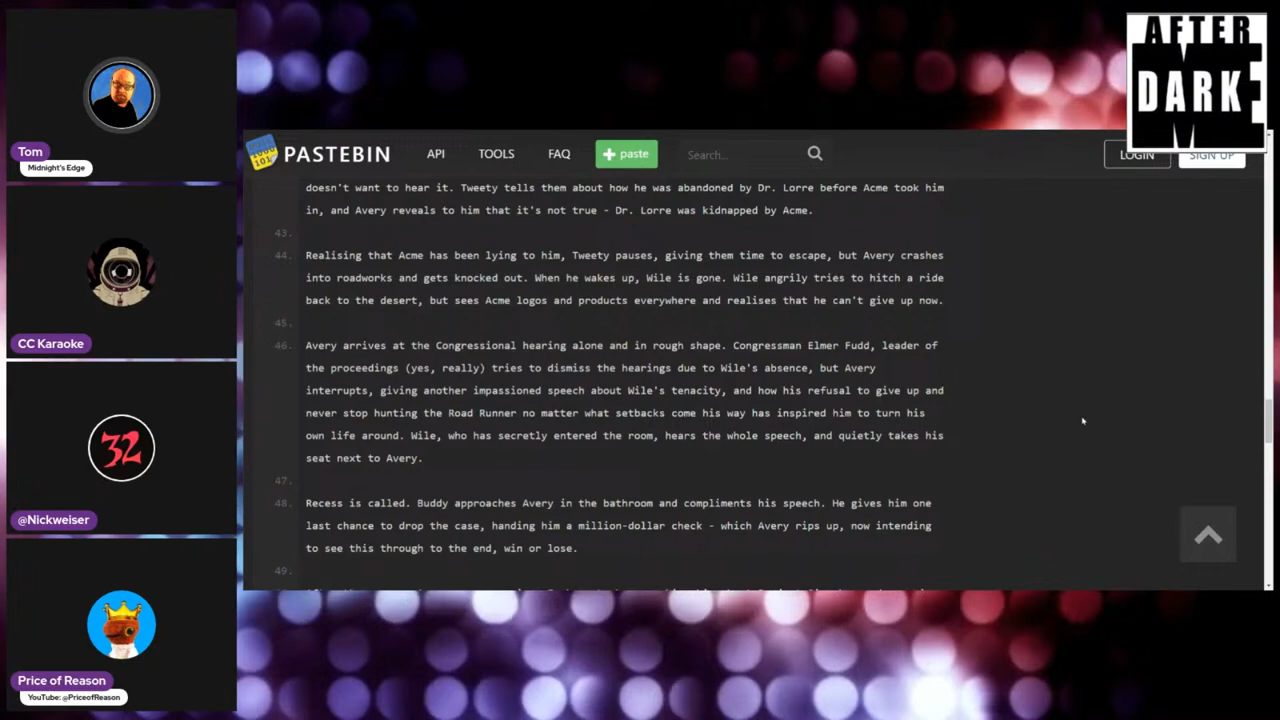 Tom
Midnight's Edge
CC Karaoke
32
@Nickweiser
Price of Reason
YouTube: @PriceofReason
AFTER
DARK
PASTEBIN
API
TOOLS
FAQ
+ paste
Search...
LOGIN
SIGN UP
doesn't want to hear it. Tweety tells them about how he was abandoned by Dr. Lorre before Acme took him
in, and Avery reveals to him that it's not true - Dr. Lorre was kidnapped by Acme.
43.
44. Realising that Acme has been lying to him, Tweety pauses, giving them time to escape, but Avery crashes
into roadworks and gets knocked out. When he wakes up, Wile is gone. Wile angrily tries to hitch a ride
back to the desert, but sees Acme logos and products everywhere and realises that he can't give up now.
45.
46. Avery arrives at the Congressional hearing alone and in rough shape. Congressman Elmer Fudd, leader of
the proceedings (yes, really) tries to dismiss the hearings due to Wile's absence, but Avery
interrupts, giving another impassioned speech about Wile's tenacity, and how his refusal to give up and
never stop hunting the Road Runner no matter what setbacks come his way has inspired him to turn his
own life around. Wile, who has secretly entered the room, hears the whole speech, and quietly takes his
seat next to Avery.
47.
48. Recess is called. Buddy approaches Avery in the bathroom and compliments his speech. He gives him one
last chance to drop the case, handing him a million-dollar check - which Avery rips up, now intending
to see this through to the end, win or lose.
49.